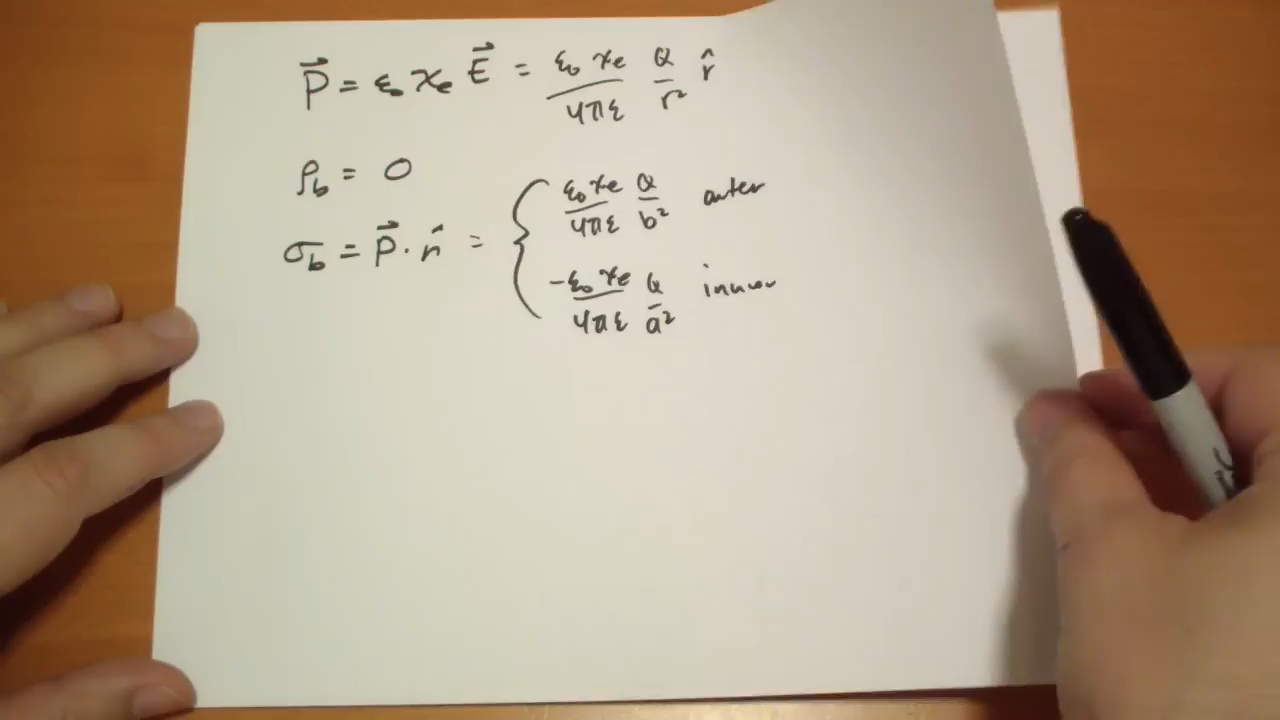 P⃗ = ε₀ χₑ E⃗ = ε₀ χₑ / 4πε Q / r² r̂
ρ_b = 0
σ_b = P⃗ · n̂ = { ε₀ χₑ / 4πε Q / b² outer
-ε₀ χₑ / 4πε Q / a² inner